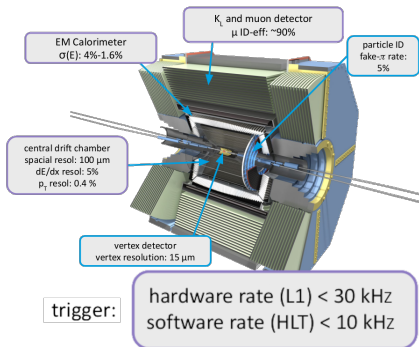 K_L and muon detector
μ ID-eff: ~90%
EM Calorimeter
σ(E): 4%-1.6%
particle ID
fake-π rate:
5%
central drift chamber
spacial resol: 100 μm
dE/dx resol: 5%
p_T resol: 0.4 %
vertex detector
vertex resolution: 15 μm
trigger:
hardware rate (L1) < 30 kHz
software rate (HLT) < 10 kHz